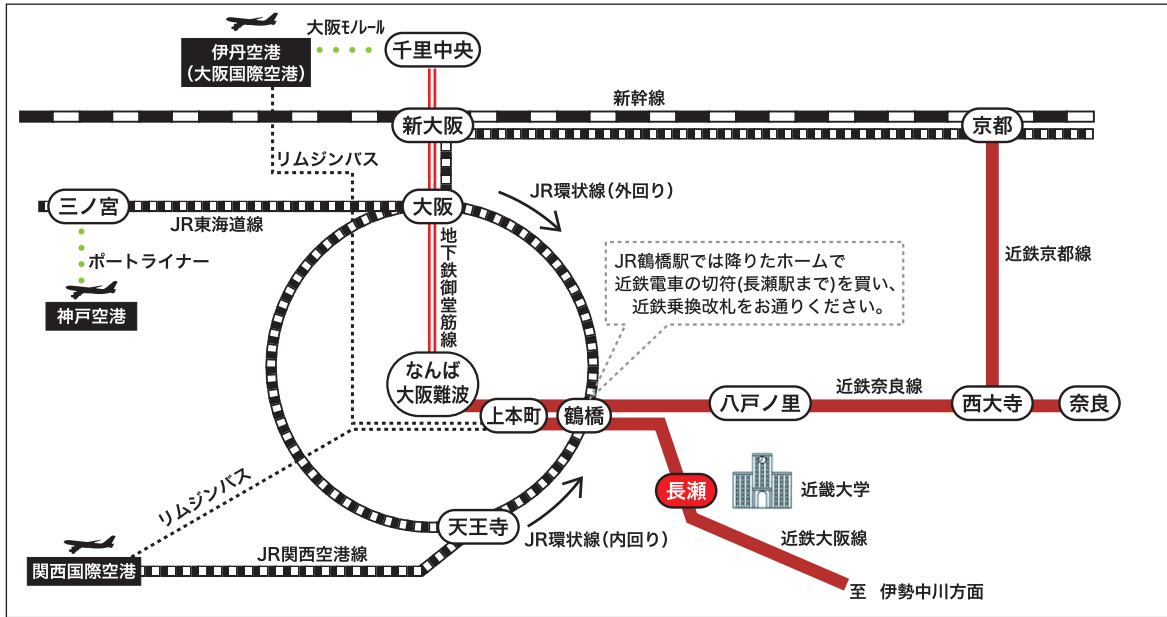 大阪モノレール
伊丹空港
（大阪国際空港）
千里中央
新幹線
新大阪
京都
リムジンバス
JR環状線（外回り）
三ノ宮
大阪
JR東海道線
地下鉄御堂筋線
近鉄京都線
ポートライナー
JR鶴橋駅では降りたホームで
近鉄電車の切符(長瀬駅まで)を買い、
近鉄乗換改札をお通りください。
神戸空港
なんば
大阪難波
近鉄奈良線
上本町
鶴橋
八戸ノ里
西大寺
奈良
リムジンバス
長瀬
近畿大学
天王寺
JR環状線（内回り）
近鉄大阪線
JR関西空港線
関西国際空港
至 伊勢中川方面